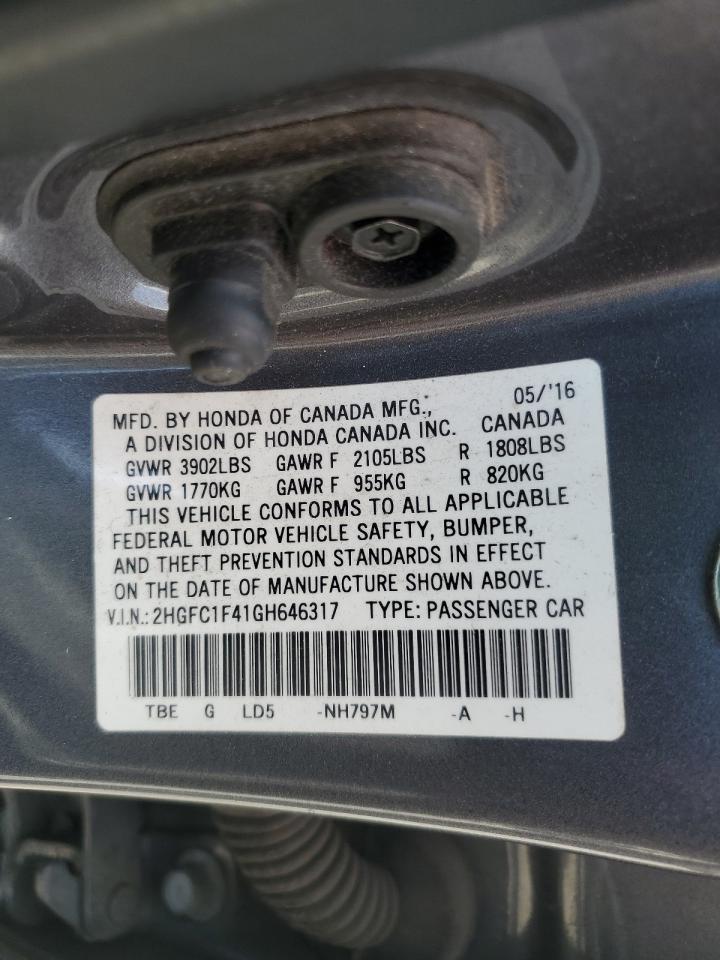 05/'16
MFD. BY HONDA OF CANADA MFG.,
A DIVISION OF HONDA CANADA INC. CANADA
GVWR 3902LBS GAWR F 2105LBS R 1808LBS
GVWR 1770KG GAWR F 955KG R 820KG
THIS VEHICLE CONFORMS TO ALL APPLICABLE
FEDERAL MOTOR VEHICLE SAFETY, BUMPER,
AND THEFT PREVENTION STANDARDS IN EFFECT
ON THE DATE OF MANUFACTURE SHOWN ABOVE.
V.I.N.: 2HGFC1F41GH646317 TYPE: PASSENGER CAR
TBE G LD5 -NH797M -A -H